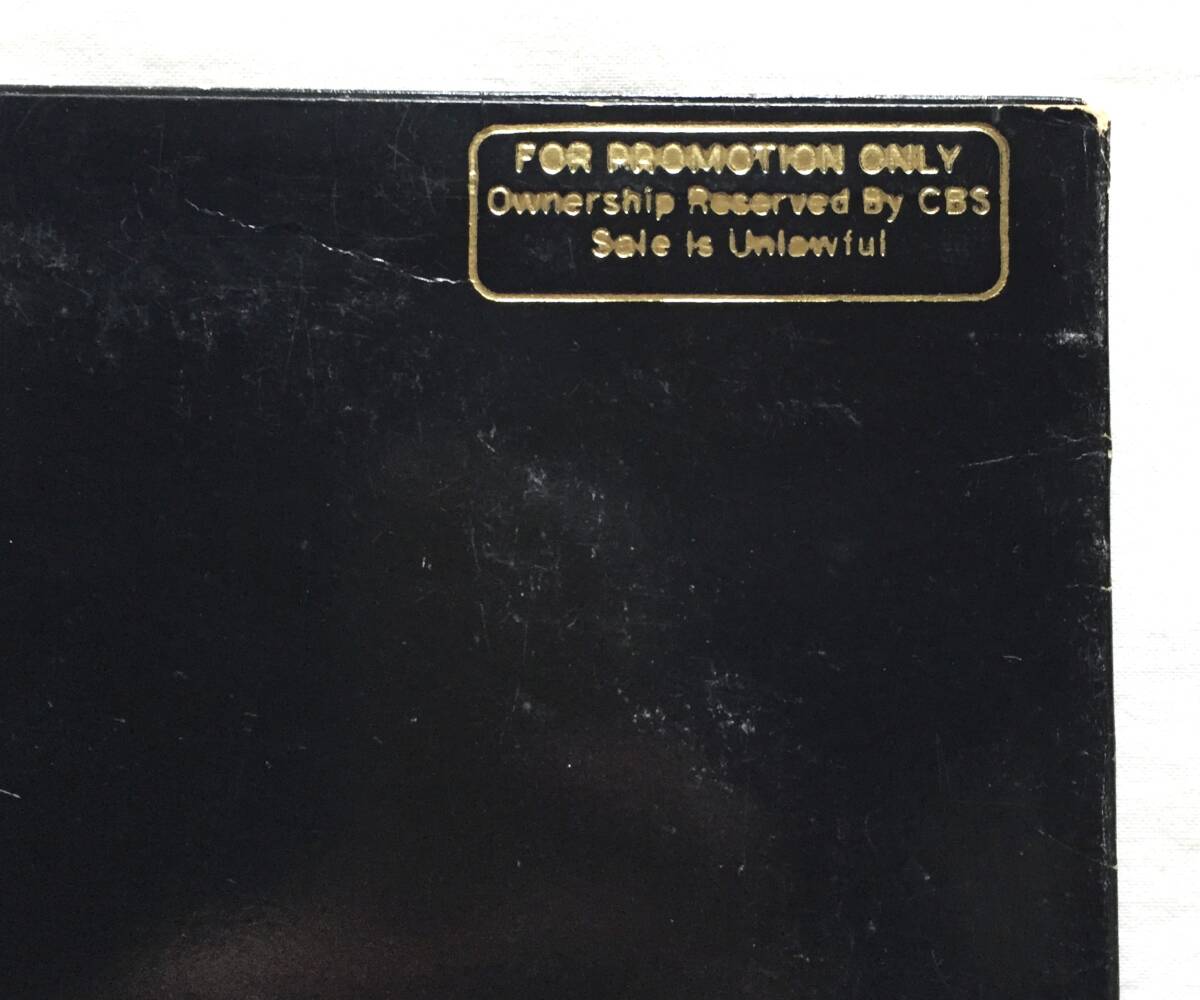 FOR PROMOTION ONLY
Ownership Reserved By CBS
Sale is Unlawful